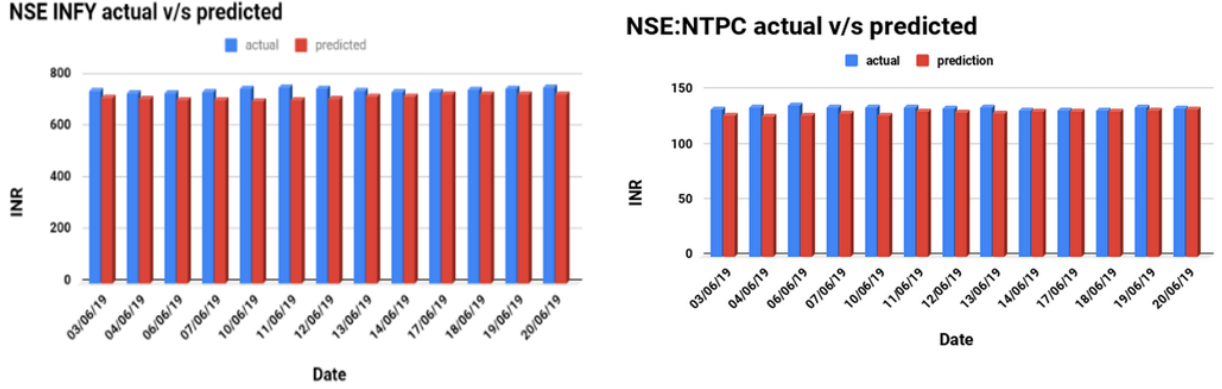 NSE INFY actual v/s predicted
actual predicted
800
600
400
200
0
INR
03/06/19 04/06/19 06/06/19 07/06/19 10/06/19 11/06/19 12/06/19 13/06/19 14/06/19 17/06/19 18/06/19 19/06/19 20/06/19
Date
NSE:NTPC actual v/s predicted
actual prediction
150
100
50
0
INR
03/06/19 04/06/19 06/06/19 07/06/19 10/06/19 11/06/19 12/06/19 13/06/19 14/06/19 17/06/19 18/06/19 19/06/19 20/06/19
Date